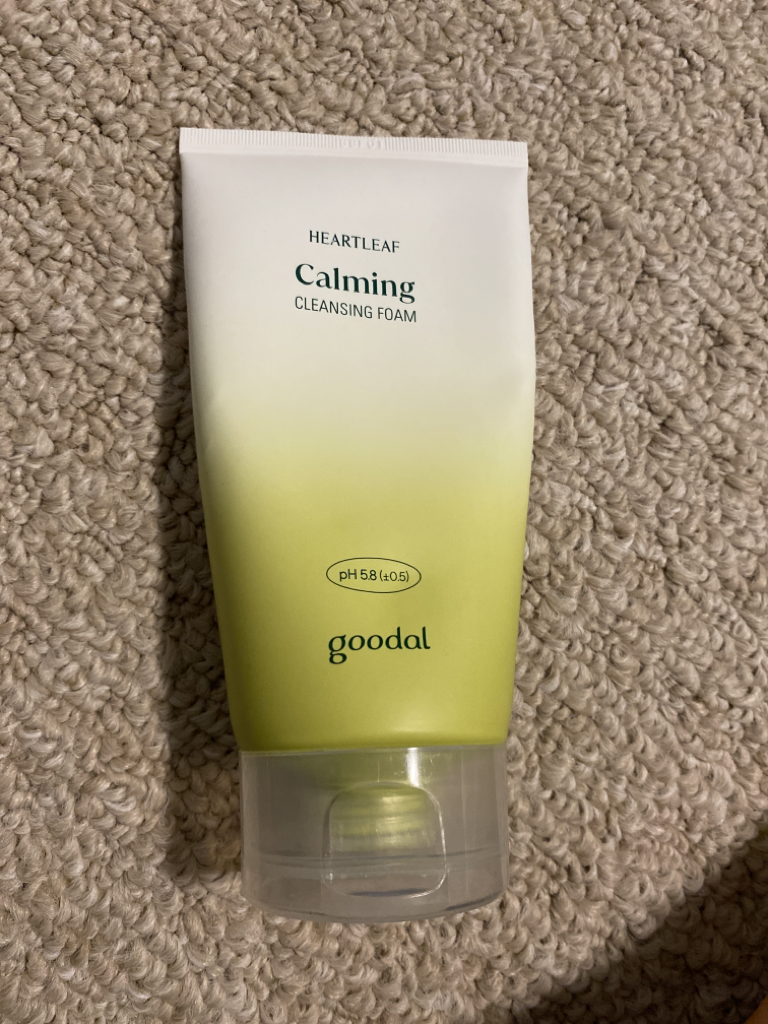 HEARTLEAF
Calming
CLEANSING FOAM
pH 5.8 (±0.5)
goodal